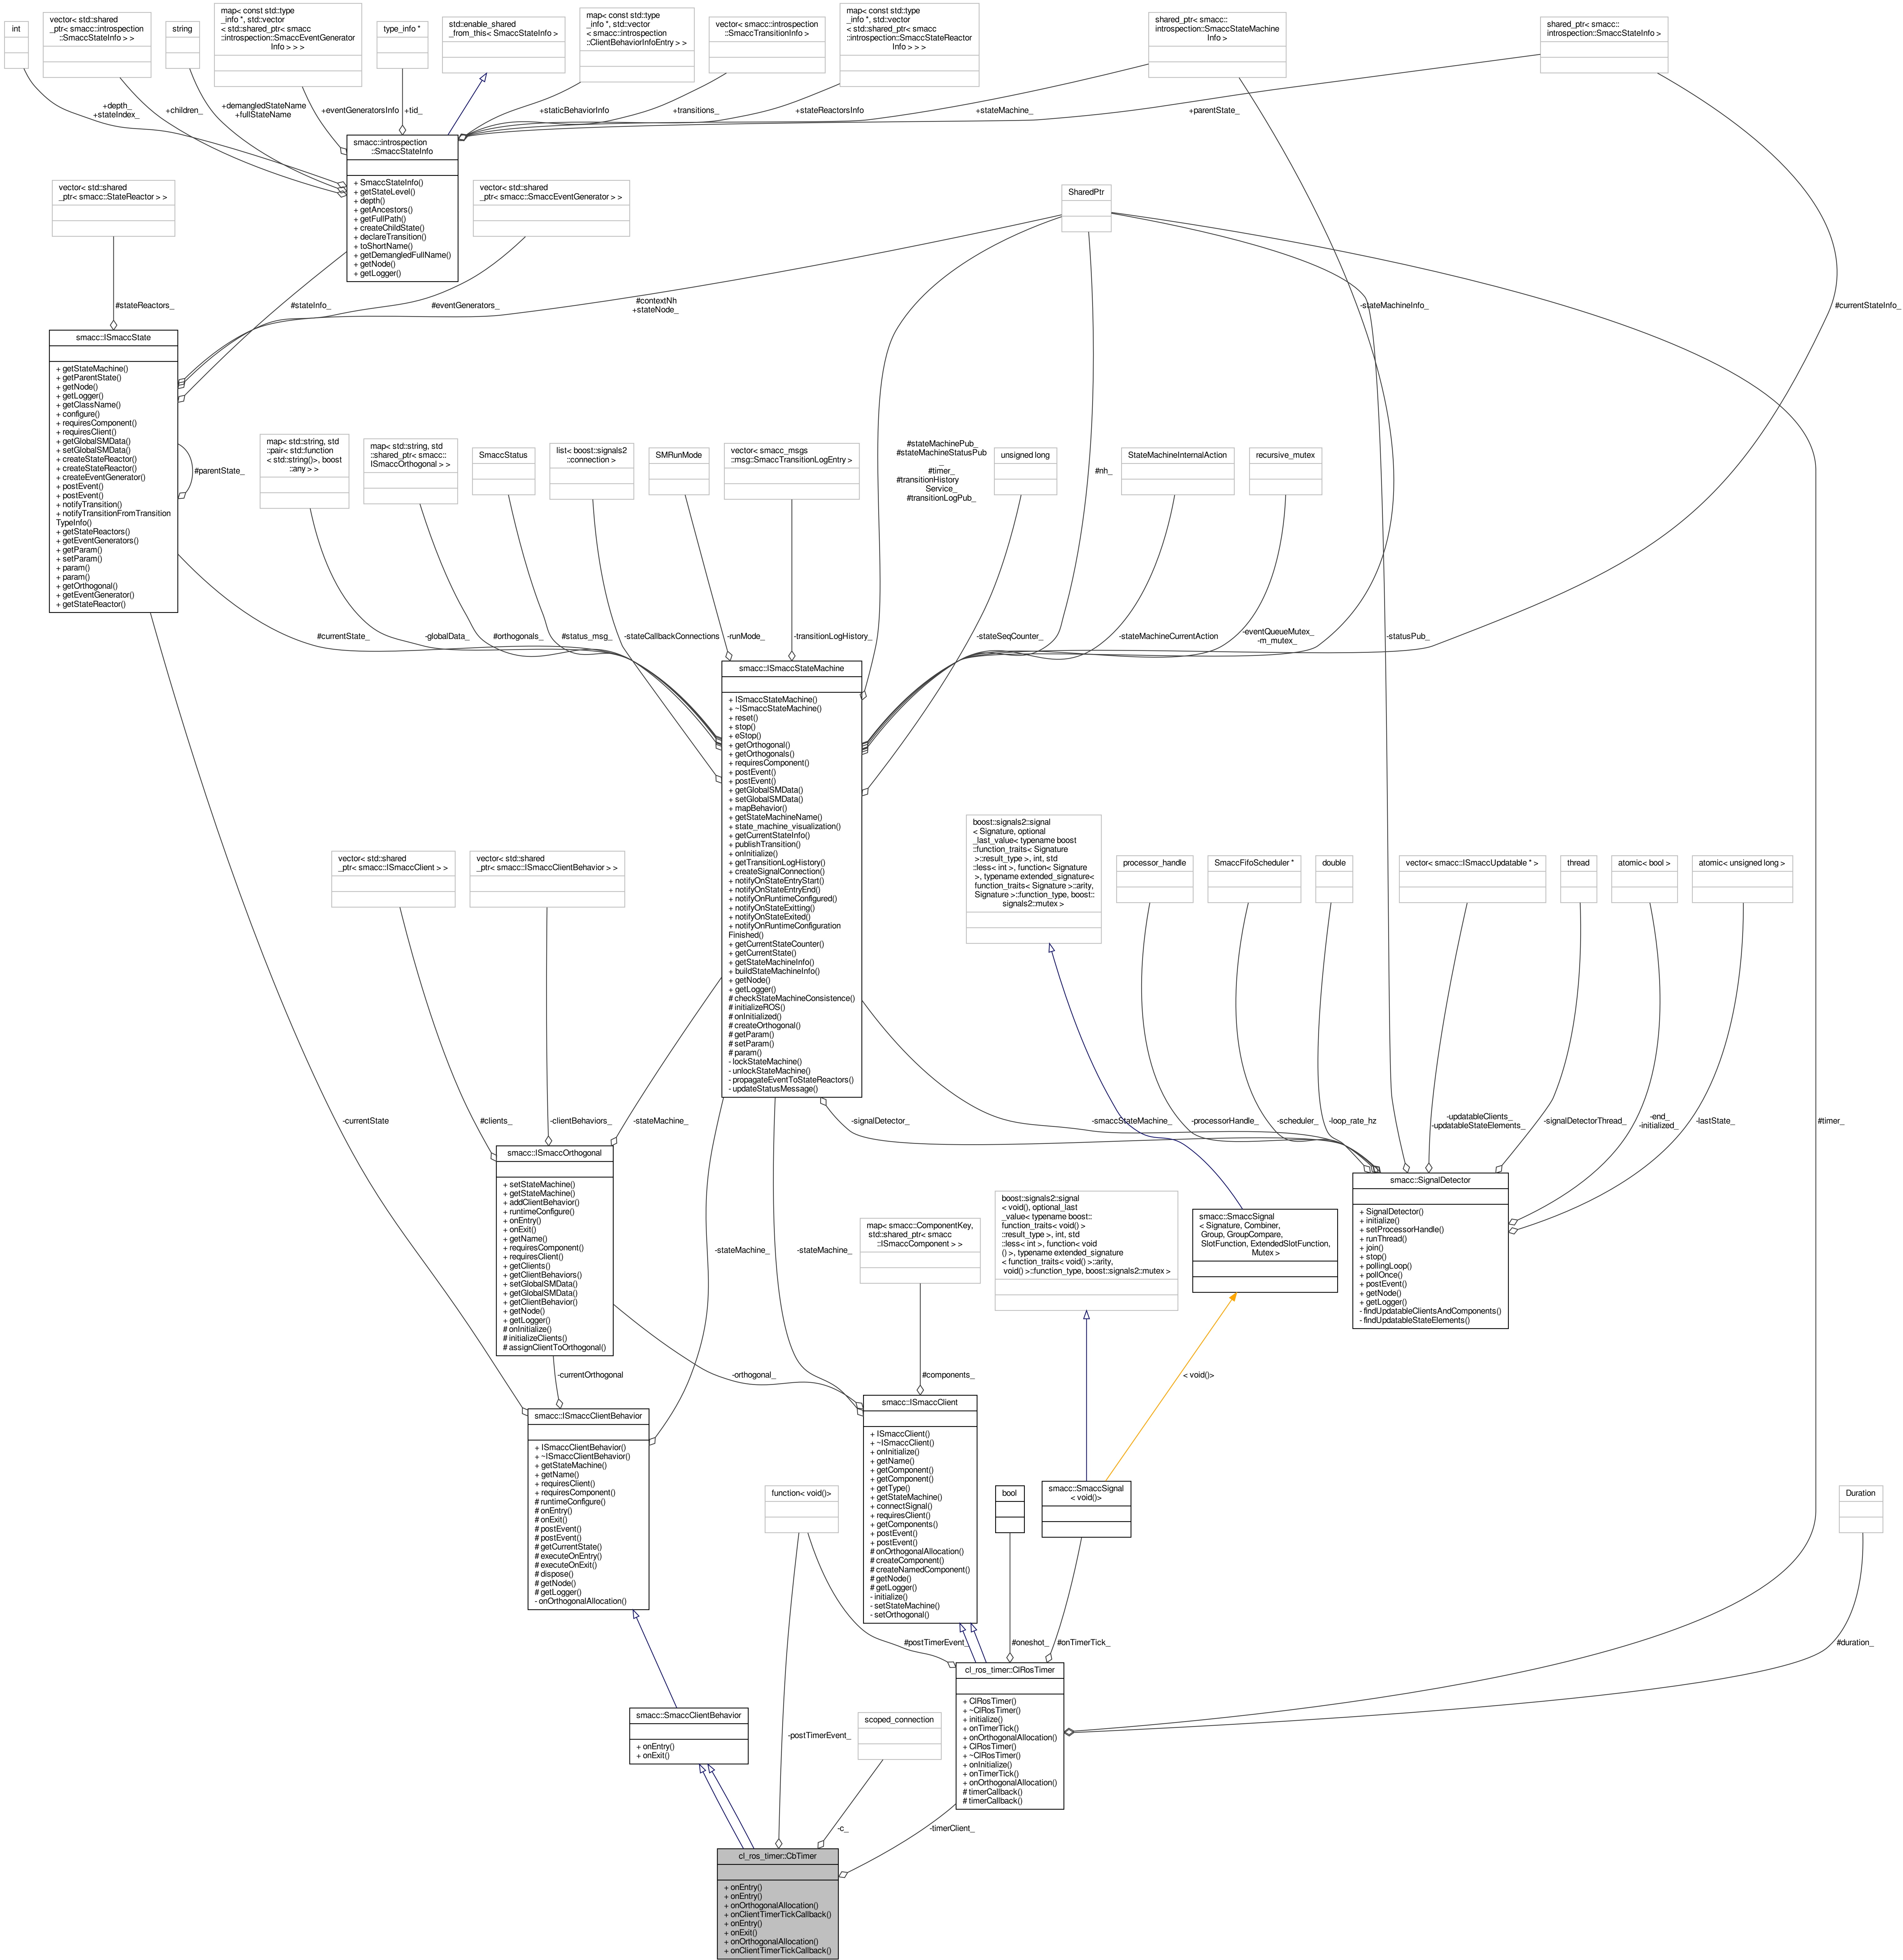 int
vector< std::shared
_ptr< smacc::introspection
::SmaccStateInfo > >
string
map< const std::type
_info *, std::vector
< std::shared_ptr< smacc
::introspection::SmaccEventGenerator
Info > > >
type_info *
std::enable_shared
_from_this< SmaccStateInfo >
map< const std::type
_info *, std::vector
< smacc::introspection
::ClientBehaviorInfoEntry > >
vector< smacc::introspection
::SmaccTransitionInfo >
map< const std::type
_info *, std::vector
< std::shared_ptr< smacc
::introspection::SmaccStateReactor
Info > > >
shared_ptr< smacc::
introspection::SmaccStateMachine
Info >
shared_ptr< smacc::
introspection::SmaccStateInfo >
+depth_
+stateIndex_
+children_
+demangledStateName
+fullStateName
+eventGeneratorsInfo
+tid_
+staticBehaviorInfo
+transitions_
+stateReactorsInfo
+stateMachine_
+parentState_
smacc::introspection
::SmaccStateInfo
+ SmaccStateInfo()
+ getStateLevel()
+ depth()
+ getAncestors()
+ getFullPath()
+ createChildState()
+ declareTransition()
+ toShortName()
+ getDemangledFullName()
+ getNode()
+ getLogger()
vector< std::shared
_ptr< smacc::StateReactor > >
vector< std::shared
_ptr< smacc::SmaccEventGenerator > >
SharedPtr
#stateReactors_
#stateInfo_
#eventGenerators_
#contextNh
+stateNode_
-stateMachineInfo_
#currentStateInfo_
smacc::ISmaccState
+ getStateMachine()
+ getParentState()
+ getNode()
+ getLogger()
+ getClassName()
+ configure()
+ requiresComponent()
+ requiresClient()
+ getGlobalSMData()
+ setGlobalSMData()
+ createStateReactor()
+ createStateReactor()
+ createEventGenerator()
+ postEvent()
+ postEvent()
+ notifyTransition()
+ notifyTransitionFromTransition
TypeInfo()
+ getStateReactors()
+ getEventGenerators()
+ getParam()
+ setParam()
+ param()
+ param()
+ getOrthogonal()
+ getEventGenerator()
+ getStateReactor()
#parentState_
map< std::string, std
::pair< std::function
< std::string()>, boost
::any > >
map< std::string, std
::shared_ptr< smacc::
ISmaccOrthogonal > >
SmaccStatus
list< boost::signals2
::connection >
SMRunMode
vector< smacc_msgs
::msg::SmaccTransitionLogEntry >
#stateMachinePub_
#stateMachineStatusPub
_
#timer_
#transitionHistory
Service_
#transitionLogPub_
unsigned long
#nh_
StateMachineInternalAction
recursive_mutex
#currentState_
-globalData_
#orthogonals_
#status_msg_
-stateCallbackConnections
-runMode_
-transitionLogHistory_
-stateSeqCounter_
-stateMachineCurrentAction
-eventQueueMutex_
-m_mutex_
-statusPub_
smacc::ISmaccStateMachine
+ ISmaccStateMachine()
+ ~ISmaccStateMachine()
+ reset()
+ stop()
+ eStop()
+ getOrthogonal()
+ getOrthogonals()
+ requiresComponent()
+ postEvent()
+ postEvent()
+ getGlobalSMData()
+ setGlobalSMData()
+ mapBehavior()
+ getStateMachineName()
+ state_machine_visualization()
+ getCurrentStateInfo()
+ publishTransition()
+ onInitialize()
+ getTransitionLogHistory()
+ createSignalConnection()
+ notifyOnStateEntryStart()
+ notifyOnStateEntryEnd()
+ notifyOnRuntimeConfigured()
+ notifyOnStateExitting()
+ notifyOnStateExited()
+ notifyOnRuntimeConfiguration
Finished()
+ getCurrentStateCounter()
+ getCurrentState()
+ getStateMachineInfo()
+ buildStateMachineInfo()
+ getNode()
+ getLogger()
# checkStateMachineConsistence()
# initializeROS()
# onInitialized()
# createOrthogonal()
# getParam()
# setParam()
# param()
- lockStateMachine()
- unlockStateMachine()
- propagateEventToStateReactors()
- updateStatusMessage()
vector< std::shared
_ptr< smacc::ISmaccClient > >
vector< std::shared
_ptr< smacc::ISmaccClientBehavior > >
boost::signals2::signal
< Signature, optional
_last_value< typename boost
::function_traits< Signature
>::result_type >, int, std
::less< int >, function< Signature
>, typename extended_signature<
function_traits< Signature >::arity,
Signature >::function_type, boost::
signals2::mutex >
processor_handle
SmaccFifoScheduler *
double
vector< smacc::ISmaccUpdatable * >
thread
atomic< bool >
atomic< unsigned long >
-currentState
#clients_
-clientBehaviors_
-stateMachine_
-signalDetector_
-smaccStateMachine_
-processorHandle_
-scheduler_
-loop_rate_hz
-updatableClients_
-updatableStateElements_
-signalDetectorThread_
-end_
-initialized_
-lastState_
#timer_
smacc::ISmaccOrthogonal
+ setStateMachine()
+ getStateMachine()
+ addClientBehavior()
+ runtimeConfigure()
+ onEntry()
+ onExit()
+ getName()
+ requiresComponent()
+ requiresClient()
+ getClients()
+ getClientBehaviors()
+ setGlobalSMData()
+ getGlobalSMData()
+ getClientBehavior()
+ getNode()
+ getLogger()
# onInitialize()
# initializeClients()
# assignClientToOrthogonal()
smacc::SignalDetector
+ SignalDetector()
+ initialize()
+ setProcessorHandle()
+ runThread()
+ join()
+ stop()
+ pollingLoop()
+ pollOnce()
+ postEvent()
+ getNode()
+ getLogger()
- findUpdatableClientsAndComponents()
- findUpdatableStateElements()
-stateMachine_
-stateMachine_
map< smacc::ComponentKey,
std::shared_ptr< smacc
::ISmaccComponent > >
boost::signals2::signal
< void(), optional_last
_value< typename boost::
function_traits< void() >
::result_type >, int, std
::less< int >, function< void
() >, typename extended_signature
< function_traits< void() >::arity,
void() >::function_type, boost::signals2::mutex >
smacc::SmaccSignal
< Signature, Combiner,
Group, GroupCompare,
SlotFunction, ExtendedSlotFunction,
Mutex >
-currentOrthogonal
-orthogonal_
#components_
< void()>
smacc::ISmaccClientBehavior
+ ISmaccClientBehavior()
+ ~ISmaccClientBehavior()
+ getStateMachine()
+ getName()
+ requiresClient()
+ requiresComponent()
# runtimeConfigure()
# onEntry()
# onExit()
# postEvent()
# postEvent()
# getCurrentState()
# executeOnEntry()
# executeOnExit()
# dispose()
# getNode()
# getLogger()
- onOrthogonalAllocation()
smacc::ISmaccClient
+ ISmaccClient()
+ ~ISmaccClient()
+ onInitialize()
+ getName()
+ getComponent()
+ getComponent()
+ getType()
+ getStateMachine()
+ connectSignal()
+ requiresClient()
+ getComponents()
+ postEvent()
+ postEvent()
# onOrthogonalAllocation()
# createComponent()
# createNamedComponent()
# getNode()
# getLogger()
- initialize()
- setStateMachine()
- setOrthogonal()
function< void()>
bool
smacc::SmaccSignal
< void()>
Duration
#postTimerEvent_
#oneshot_
#onTimerTick_
#duration_
cl_ros_timer::ClRosTimer
+ ClRosTimer()
+ ~ClRosTimer()
+ initialize()
+ onTimerTick()
+ onOrthogonalAllocation()
+ ClRosTimer()
+ ~ClRosTimer()
+ onInitialize()
+ onTimerTick()
+ onOrthogonalAllocation()
# timerCallback()
# timerCallback()
smacc::SmaccClientBehavior
+ onEntry()
+ onExit()
-postTimerEvent_
scoped_connection
-c_
-timerClient_
cl_ros_timer::CbTimer
+ onEntry()
+ onEntry()
+ onOrthogonalAllocation()
+ onClientTimerTickCallback()
+ onEntry()
+ onExit()
+ onOrthogonalAllocation()
+ onClientTimerTickCallback()